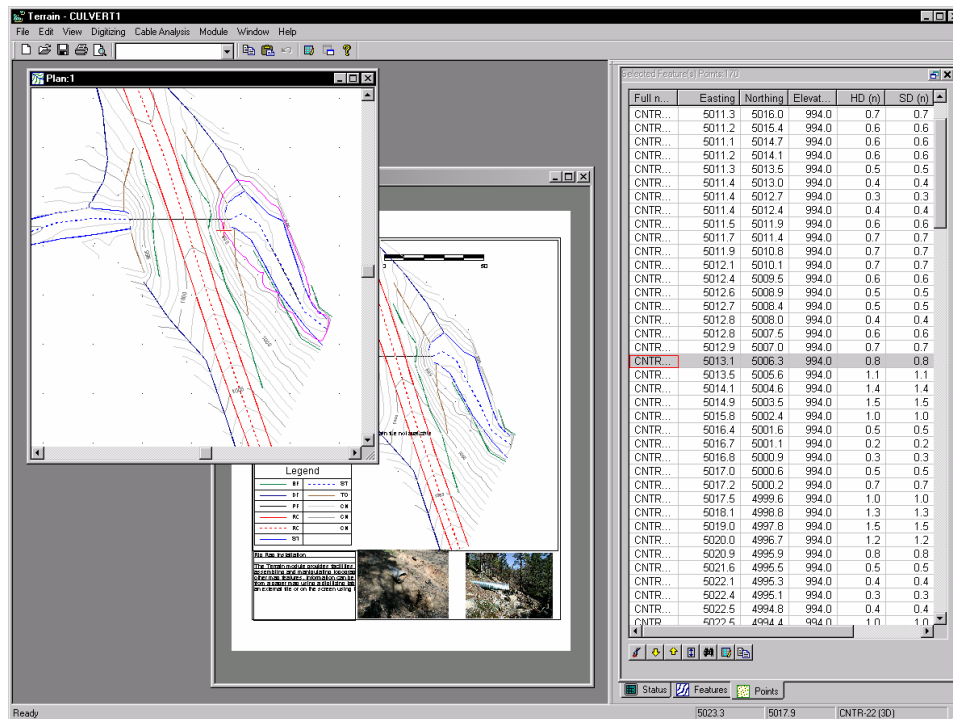 Terrain - CULVERT1
File Edit View Digitizing Cable Analysis Module Window Help
Plan:1
Legend
The Terrain module provides facilities
Selected Feature(s) Points:170
Full n... Easting Northing Elevat... HD (n) SD (n)
CNTR... 5011.3 5016.0 994.0 0.7 0.7
CNTR... 5011.2 5015.4 994.0 0.6 0.6
CNTR... 5011.1 5014.7 994.0 0.6 0.6
CNTR... 5011.2 5014.1 994.0 0.6 0.6
CNTR... 5011.3 5013.5 994.0 0.5 0.5
CNTR... 5011.4 5013.0 994.0 0.4 0.4
CNTR... 5011.4 5012.7 994.0 0.3 0.3
CNTR... 5011.4 5012.4 994.0 0.4 0.4
CNTR... 5011.5 5011.9 994.0 0.6 0.6
CNTR... 5011.7 5011.4 994.0 0.7 0.7
CNTR... 5011.9 5010.8 994.0 0.7 0.7
CNTR... 5012.1 5010.1 994.0 0.7 0.7
CNTR... 5012.4 5009.5 994.0 0.6 0.6
CNTR... 5012.6 5008.9 994.0 0.5 0.5
CNTR... 5012.7 5008.4 994.0 0.5 0.5
CNTR... 5012.8 5008.0 994.0 0.4 0.4
CNTR... 5012.8 5007.5 994.0 0.6 0.6
CNTR... 5012.9 5007.0 994.0 0.7 0.7
CNTR... 5013.1 5006.3 994.0 0.8 0.8
CNTR... 5013.5 5005.6 994.0 1.1 1.1
CNTR... 5014.1 5004.6 994.0 1.4 1.4
CNTR... 5014.9 5003.5 994.0 1.5 1.5
CNTR... 5015.8 5002.4 994.0 1.0 1.0
CNTR... 5016.4 5001.6 994.0 0.5 0.5
CNTR... 5016.7 5001.1 994.0 0.2 0.2
CNTR... 5016.8 5000.9 994.0 0.3 0.3
CNTR... 5017.0 5000.6 994.0 0.5 0.5
CNTR... 5017.2 5000.2 994.0 0.7 0.7
CNTR... 5017.5 4999.6 994.0 1.0 1.0
CNTR... 5018.1 4998.8 994.0 1.3 1.3
CNTR... 5019.0 4997.8 994.0 1.5 1.5
CNTR... 5020.0 4996.7 994.0 1.2 1.2
CNTR... 5020.9 4995.9 994.0 0.8 0.8
CNTR... 5021.6 4995.5 994.0 0.5 0.5
CNTR... 5022.1 4995.3 994.0 0.4 0.4
CNTR... 5022.4 4995.1 994.0 0.3 0.3
CNTR... 5022.5 4994.8 994.0 0.4 0.4
CNTR... 5022.5 4994.4 994.0 1.0 1.0
Status Features Points
Ready 5023.3 5017.9 CNTR-22 (3D)